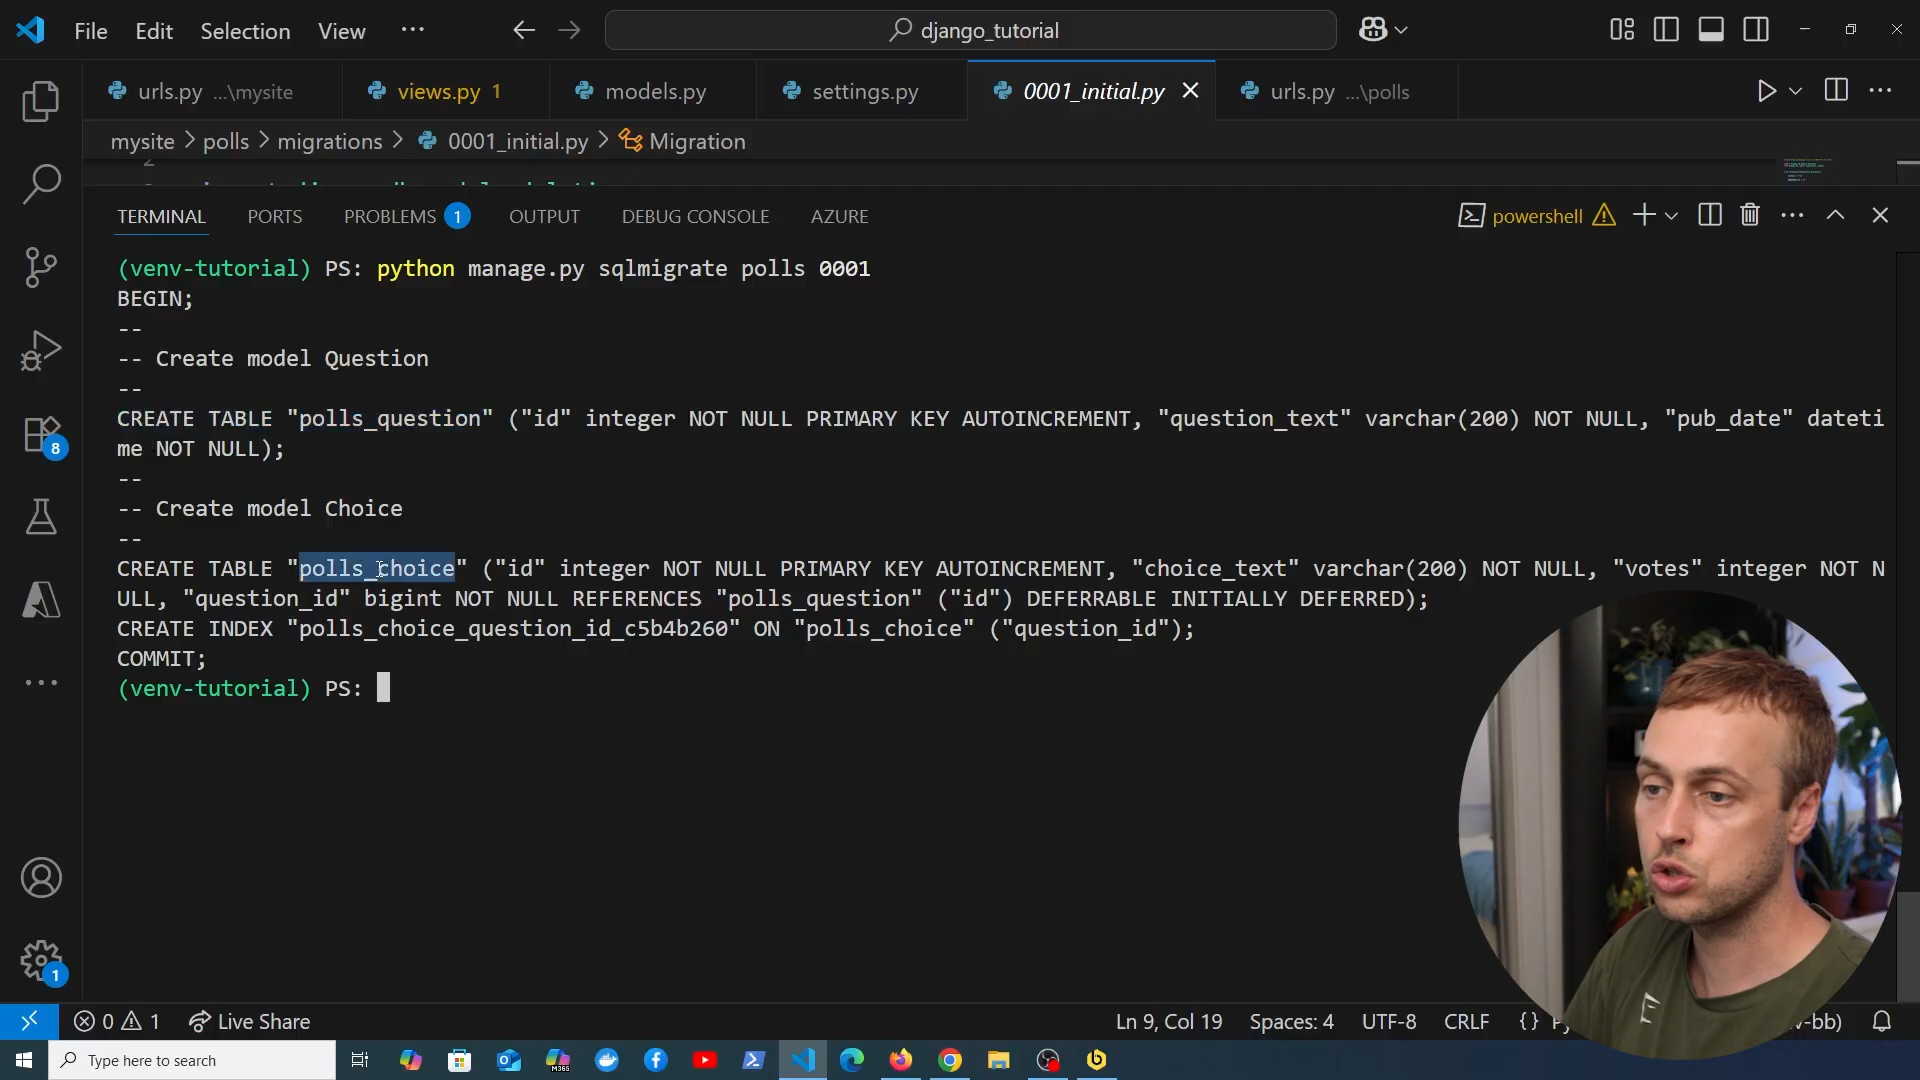 File Edit Selection View ··· django_tutorial
urls.py ...\mysite views.py 1 models.py settings.py 0001_initial.py urls.py ...\polls
mysite > polls > migrations > 0001_initial.py > Migration
2
TERMINAL PORTS PROBLEMS 1 OUTPUT DEBUG CONSOLE AZURE powershell
(venv-tutorial) PS: python manage.py sqlmigrate polls 0001
BEGIN;
--
-- Create model Question
--
CREATE TABLE "polls_question" ("id" integer NOT NULL PRIMARY KEY AUTOINCREMENT, "question_text" varchar(200) NOT NULL, "pub_date" dateti
me NOT NULL);
--
-- Create model Choice
--
CREATE TABLE "polls_choice" ("id" integer NOT NULL PRIMARY KEY AUTOINCREMENT, "choice_text" varchar(200) NOT NULL, "votes" integer NOT N
ULL, "question_id" bigint NOT NULL REFERENCES "polls_question" ("id") DEFERRABLE INITIALLY DEFERRED);
CREATE INDEX "polls_choice_question_id_c5b4b260" ON "polls_choice" ("question_id");
COMMIT;
(venv-tutorial) PS:
8
1
0 1 Live Share Ln 9, Col 19 Spaces: 4 UTF-8 CRLF {}
Type here to search